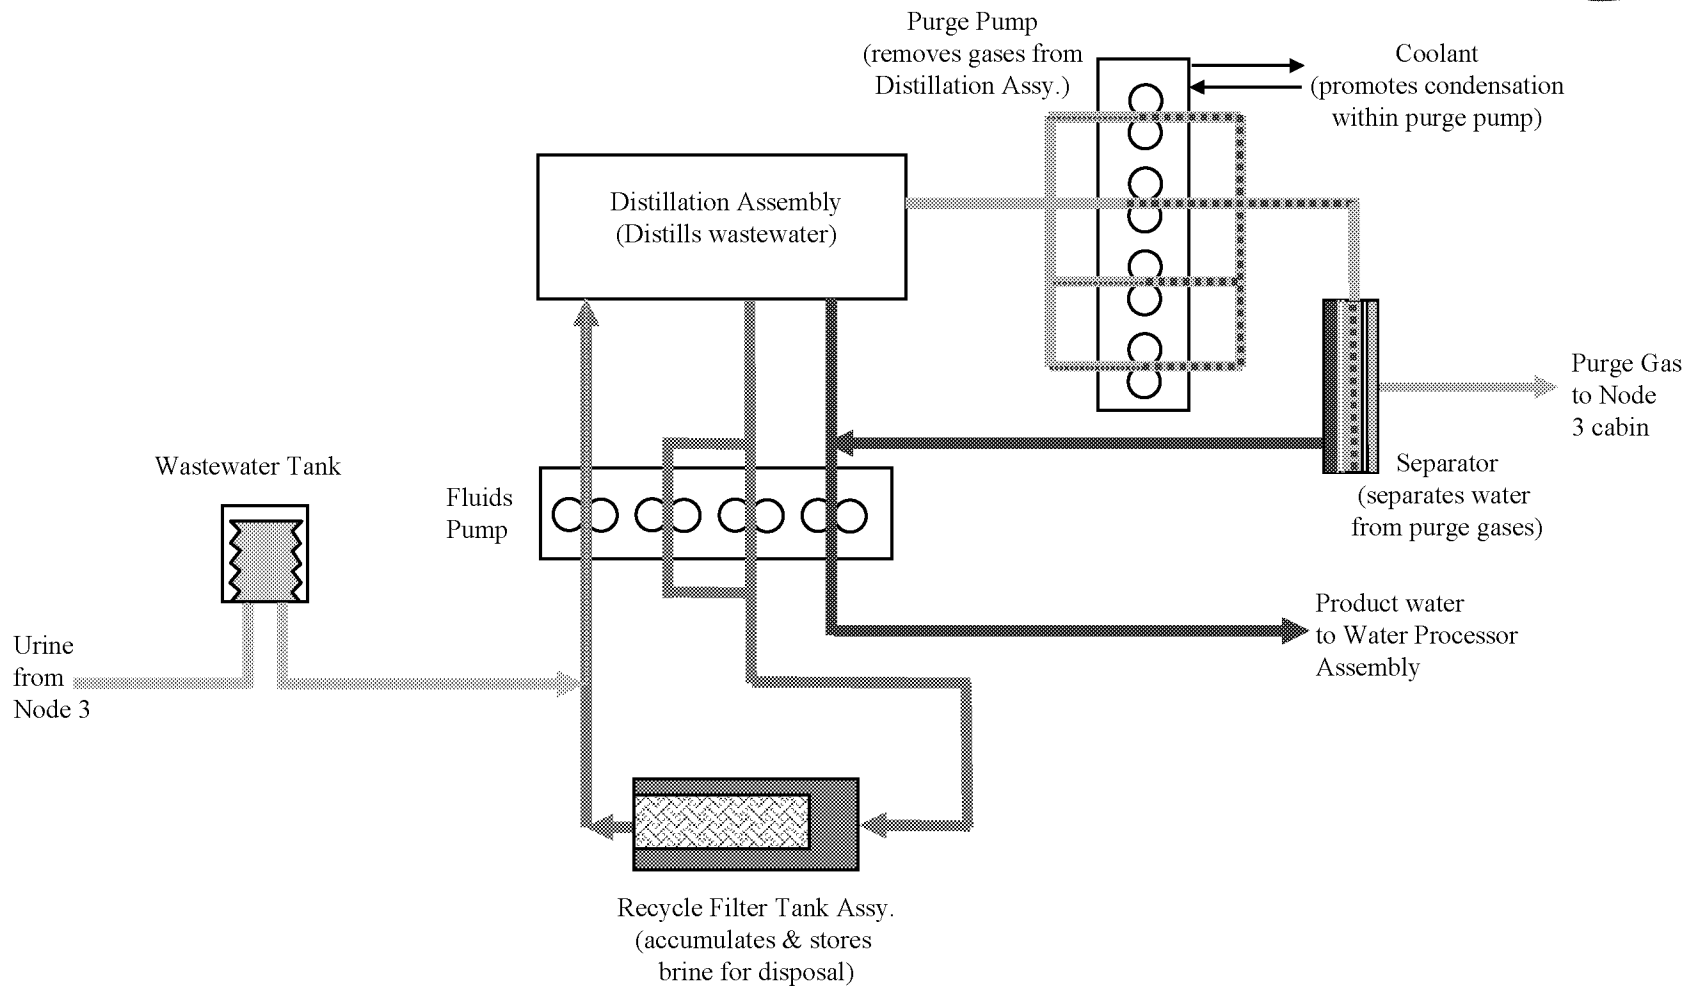 Purge Pump
(removes gases from
Distillation Assy.)
Coolant
(promotes condensation
within purge pump)
Distillation Assembly
(Distills wastewater)
Purge Gas
to Node
3 cabin
Wastewater Tank
Fluids
Pump
Separator
(separates water
from purge gases)
Urine
from
Node 3
Product water
to Water Processor
Assembly
Recycle Filter Tank Assy.
(accumulates & stores
brine for disposal)